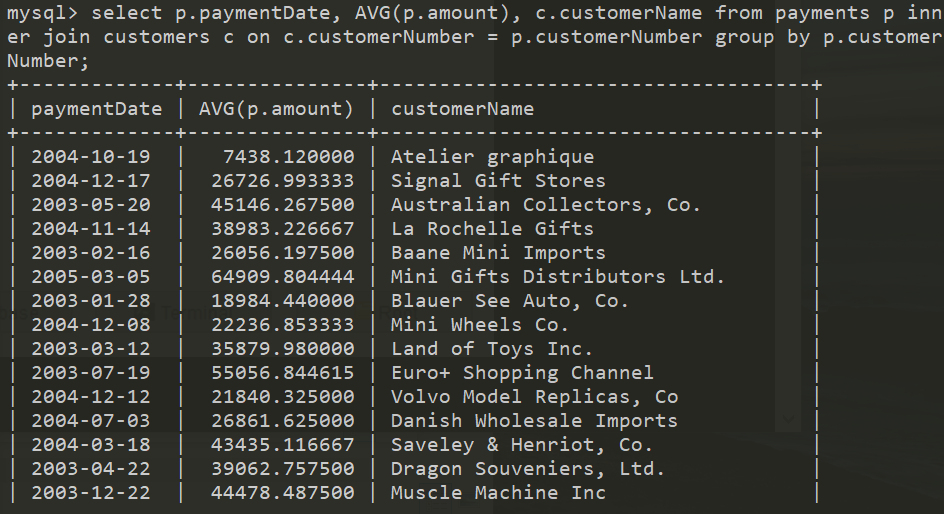 mysql> select p.paymentDate, AVG(p.amount), c.customerName from payments p inn
er join customers c on c.customerNumber = p.customerNumber group by p.customer
Number;
+-------------+---------------+------------------------------------+
| paymentDate | AVG(p.amount) | customerName                       |
+-------------+---------------+------------------------------------+
| 2004-10-19  |   7438.120000 | Atelier graphique                  |
| 2004-12-17  |  26726.993333 | Signal Gift Stores                 |
| 2003-05-20  |  45146.267500 | Australian Collectors, Co.         |
| 2004-11-14  |  38983.226667 | La Rochelle Gifts                  |
| 2003-02-16  |  26056.197500 | Baane Mini Imports                 |
| 2005-03-05  |  64909.804444 | Mini Gifts Distributors Ltd.       |
| 2003-01-28  |  18984.440000 | Blauer See Auto, Co.               |
| 2004-12-08  |  22236.853333 | Mini Wheels Co.                    |
| 2003-03-12  |  35879.980000 | Land of Toys Inc.                  |
| 2003-07-19  |  55056.844615 | Euro+ Shopping Channel             |
| 2004-12-12  |  21840.325000 | Volvo Model Replicas, Co           |
| 2004-07-03  |  26861.625000 | Danish Wholesale Imports           |
| 2004-03-18  |  43435.116667 | Saveley & Henriot, Co.             |
| 2003-04-22  |  39062.757500 | Dragon Souveniers, Ltd.            |
| 2003-12-22  |  44478.487500 | Muscle Machine Inc                 |